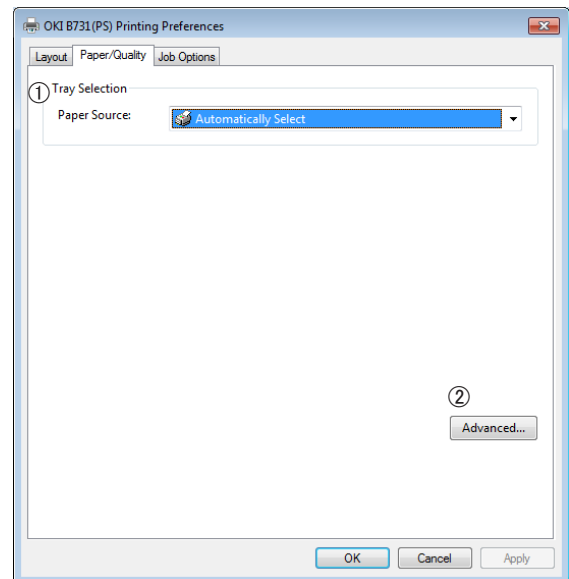 OKI B731(PS) Printing Preferences
Layout Paper/Quality Job Options
① Tray Selection
Paper Source: Automatically Select
②
Advanced...
OK Cancel Apply